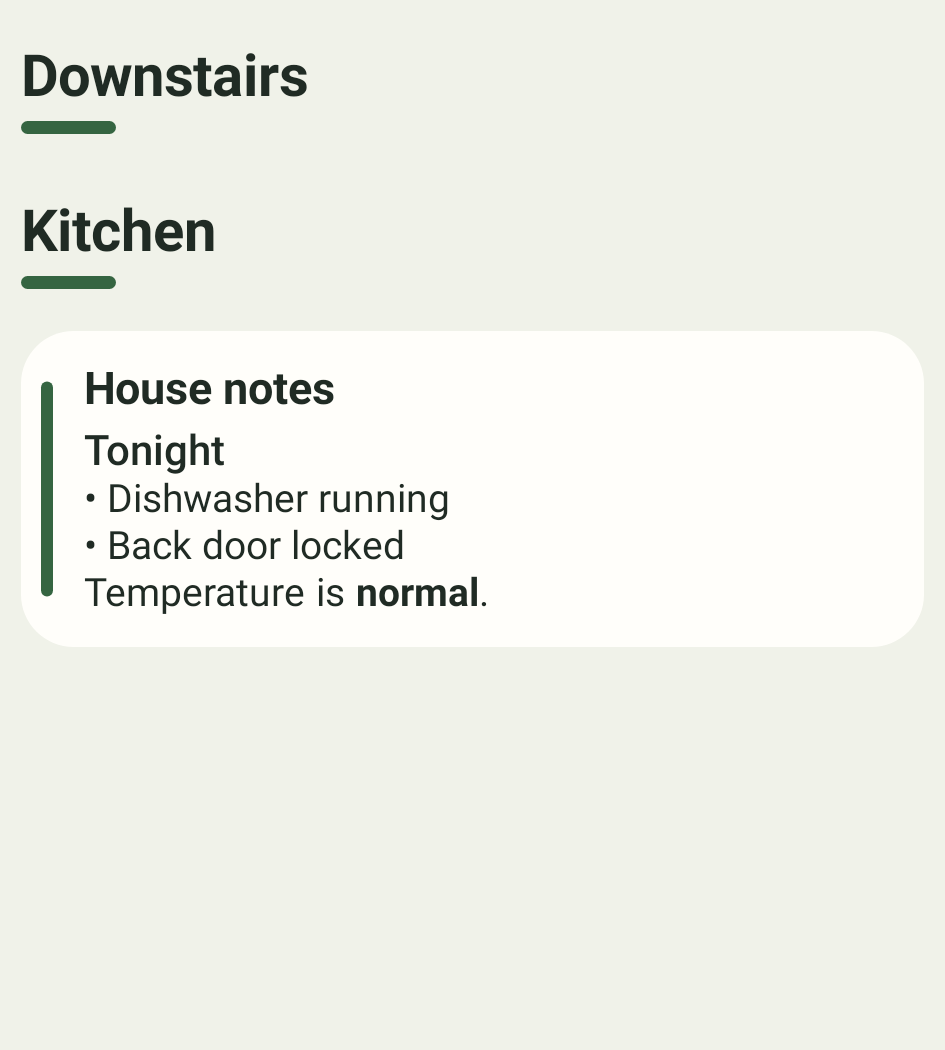 Downstairs
Kitchen
House notes
Tonight
• Dishwasher running
• Back door locked
Temperature is normal.